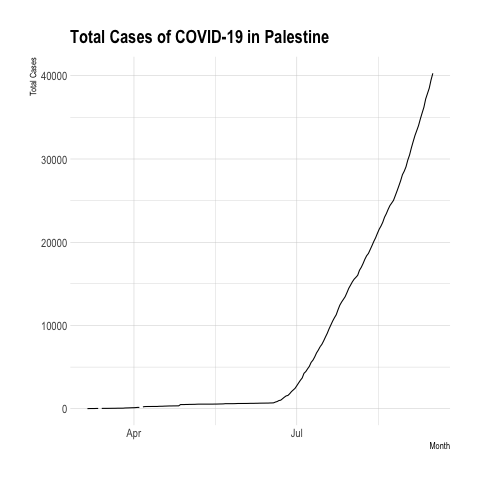 Total Cases of COVID-19 in Palestine
Total Cases
40000
30000
20000
10000
0
Apr
Jul
Month